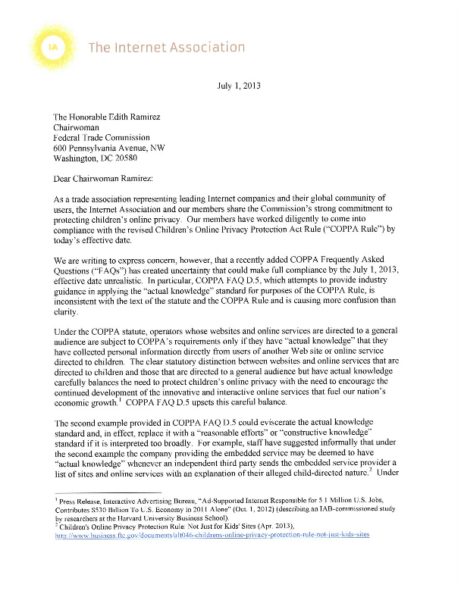 IA The Internet Association
July 1, 2013
The Honorable Edith Ramirez
Chairwoman
Federal Trade Commission
600 Pennsylvania Avenue, NW
Washington, DC 20580
Dear Chairwoman Ramirez:
As a trade association representing leading Internet companies and their global community of
users, the Internet Association and our members share the Commission's strong commitment to
protecting children's online privacy. Our members have worked diligently to come into
compliance with the revised Children's Online Privacy Protection Act Rule ("COPPA Rule") by
today's effective date.
We are writing to express concern, however, that a recently added COPPA Frequently Asked
Questions ("FAQs") has created uncertainty that could make full compliance by the July 1, 2013,
effective date unrealistic. In particular, COPPA FAQ D.5, which attempts to provide industry
guidance in applying the "actual knowledge" standard for purposes of the COPPA Rule, is
inconsistent with the text of the statute and the COPPA Rule and is causing more confusion than
clarity.
Under the COPPA statute, operators whose websites and online services are directed to a general
audience are subject to COPPA's requirements only if they have "actual knowledge" that they
have collected personal information directly from users of another Web site or online service
directed to children. The clear statutory distinction between websites and online services that are
directed to children and those that are directed to a general audience but have actual knowledge
carefully balances the need to protect children's online privacy with the need to encourage the
continued development of the innovative and interactive online services that fuel our nation's
economic growth.1 COPPA FAQ D.5 upsets this careful balance.
The second example provided in COPPA FAQ D.5 could eviscerate the actual knowledge
standard and, in effect, replace it with a "reasonable efforts" or "constructive knowledge"
standard if it is interpreted too broadly. For example, staff have suggested informally that under
the second example the company providing the embedded service may be deemed to have
"actual knowledge" whenever an independent third party sends the embedded service provider a
list of sites and online services with an explanation of their alleged child-directed nature.2 Under
1 Press Release, Interactive Advertising Bureau, "Ad-Supported Internet Responsible for 5.1 Million U.S. Jobs,
Contributes $530 Billion To U.S. Economy in 2011 Alone" (Oct. 1, 2012) (describing an IAB-commissioned study
by researchers at the Harvard University Business School).
2 Children's Online Privacy Protection Rule: Not Just for Kids' Sites (Apr. 2013),
http://www.business.ftc.gov/documents/alt046-childrens-online-privacy-protection-rule-not-just-kids-sites